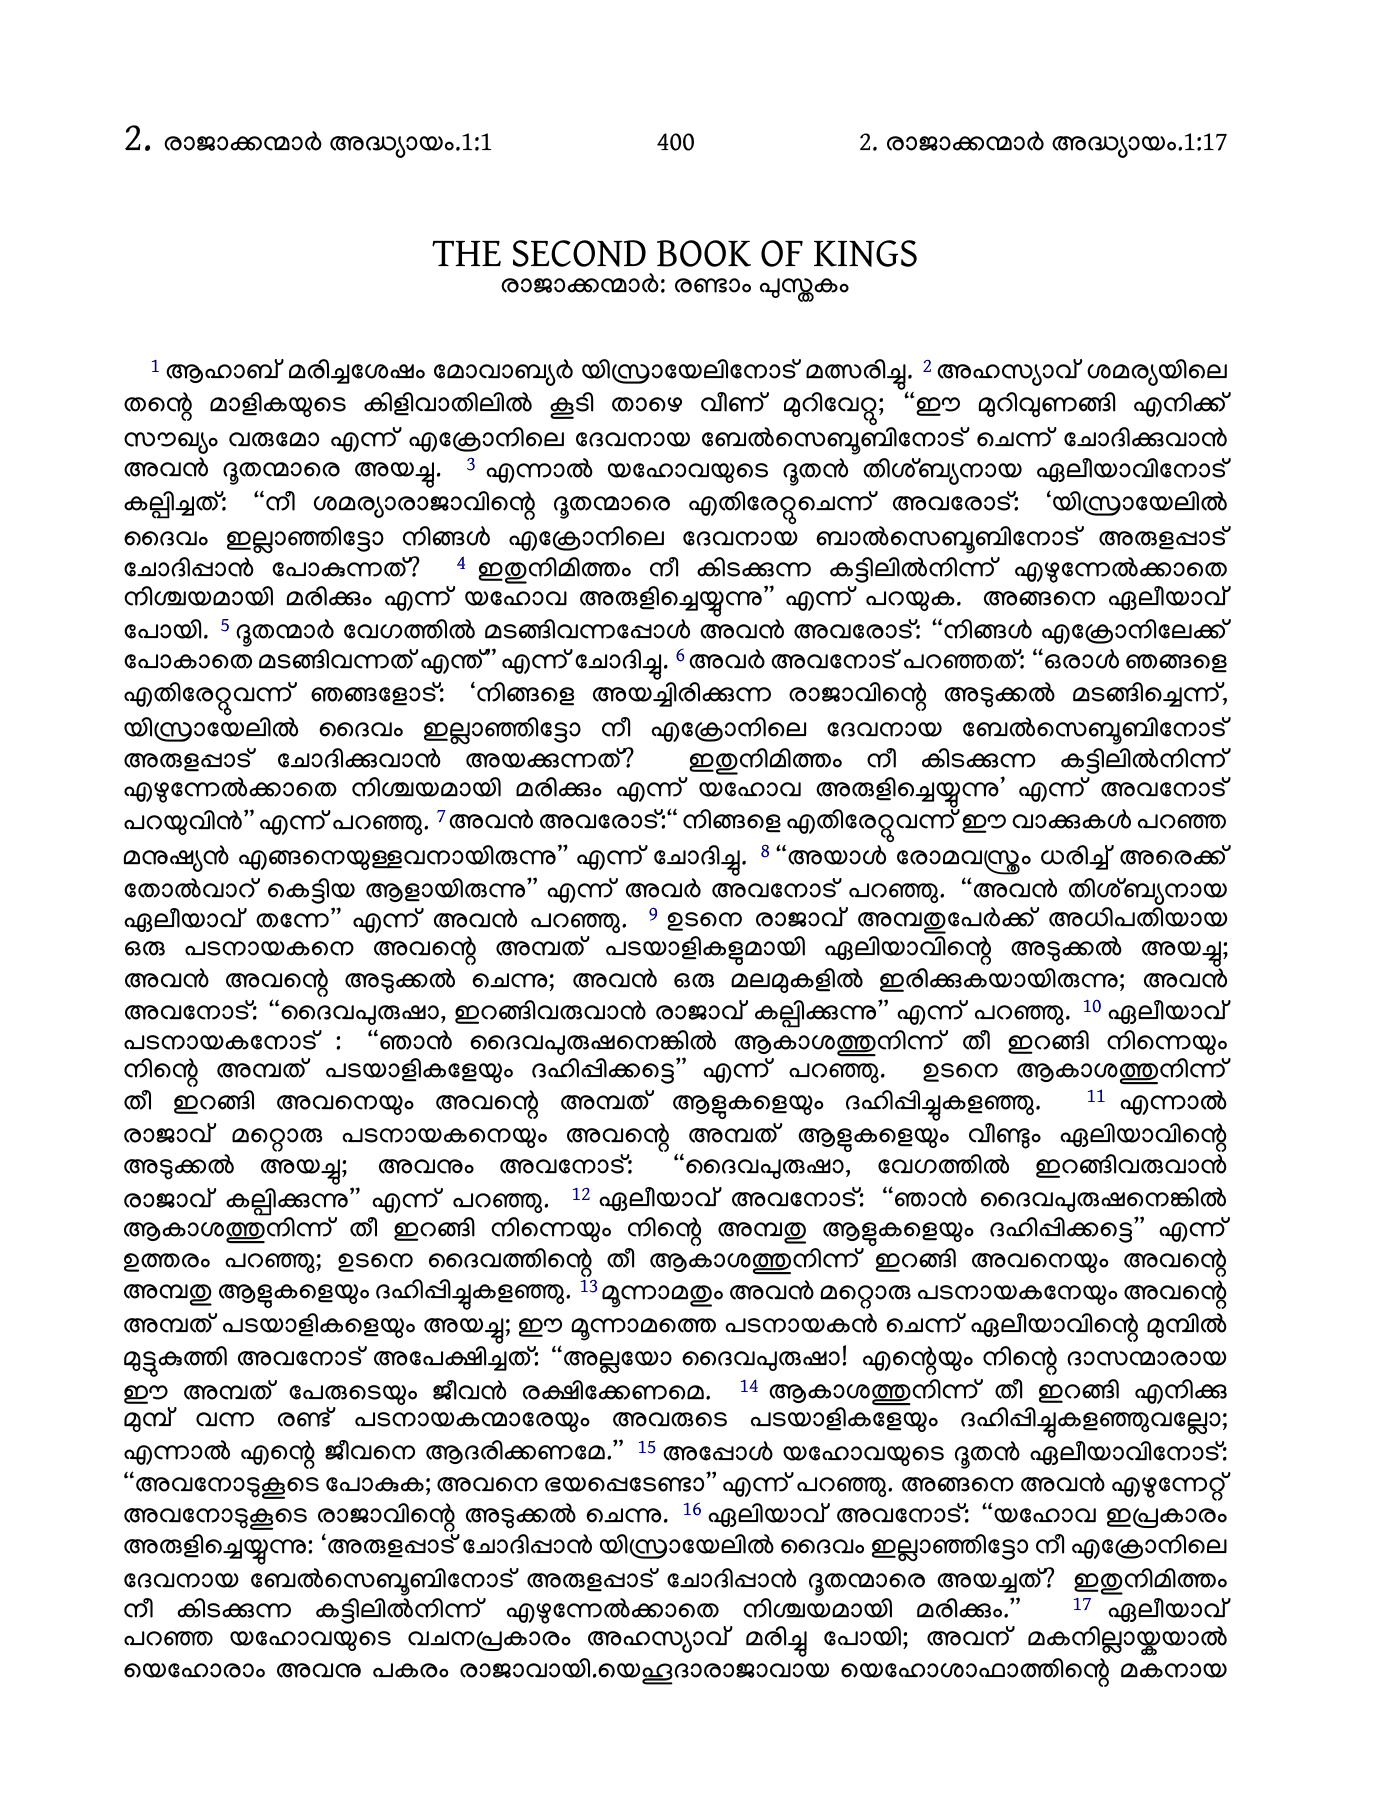 2. രാജാക്കന്മാർ അദ്ധ്യായം.1:1 400 2. രാജാക്കന്മാർ അദ്ധ്യായം.1:17
THE SECOND BOOK OF KINGS
രാജാക്കന്മാർ: രണ്ടാം പുസ്തകം
1 ആഹാബ് മരിച്ചശേഷം മോവാബ്യർ യിസ്രായേലിനോട് മത്സരിച്ചു. 2 അഹസ്യാവ് ശമര്യയിലെ
തന്റെ മാളികയുടെ കിളിവാതിലിൽ കൂടി താഴെ വീണ് മുറിവേറ്റു; “ഈ മുറിവുണങ്ങി എനിക്ക്
സൗഖ്യം വരുമോ എന്ന് എക്രോനിലെ ദേവനായ ബേൽസെബൂബിനോട് ചെന്ന് ചോദിക്കുവാൻ
അവൻ ദൂതന്മാരെ അയച്ചു. 3 എന്നാൽ യഹോവയുടെ ദൂതൻ തിശ്ബ്യനായ ഏലീയാവിനോട്
കല്പിച്ചത്: “നീ ശമര്യാരാജാവിന്റെ ദൂതന്മാരെ എതിരേറ്റുചെന്ന് അവരോട്: ‘യിസ്രായേലിൽ
ദൈവം ഇല്ലാഞ്ഞിട്ടോ നിങ്ങൾ എക്രോനിലെ ദേവനായ ബാൽസെബൂബിനോട് അരുളപ്പാട്
ചോദിപ്പാൻ പോകുന്നത്? 4 ഇതുനിമിത്തം നീ കിടക്കുന്ന കട്ടിലിൽനിന്ന് എഴുന്നേൽക്കാതെ
നിശ്ചയമായി മരിക്കും എന്ന് യഹോവ അരുളിച്ചെയ്യുന്നു” എന്ന് പറയുക. അങ്ങനെ ഏലീയാവ്
പോയി. 5 ദൂതന്മാർ വേഗത്തിൽ മടങ്ങിവന്നപ്പോൾ അവൻ അവരോട്: “നിങ്ങൾ എക്രോനിലേക്ക്
പോകാതെ മടങ്ങിവന്നത് എന്ത്” എന്ന് ചോദിച്ചു. 6 അവർ അവനോട് പറഞ്ഞത്: “ഒരാൾ ഞങ്ങളെ
എതിരേറ്റുവന്ന് ഞങ്ങളോട്: ‘നിങ്ങളെ അയച്ചിരിക്കുന്ന രാജാവിന്റെ അടുക്കൽ മടങ്ങിച്ചെന്ന്,
യിസ്രായേലിൽ ദൈവം ഇല്ലാഞ്ഞിട്ടോ നീ എക്രോനിലെ ദേവനായ ബേൽസെബൂബിനോട്
അരുളപ്പാട് ചോദിക്കുവാൻ അയക്കുന്നത്? ഇതുനിമിത്തം നീ കിടക്കുന്ന കട്ടിലിൽനിന്ന്
എഴുന്നേൽക്കാതെ നിശ്ചയമായി മരിക്കും എന്ന് യഹോവ അരുളിച്ചെയ്യുന്നു’ എന്ന് അവനോട്
പറയുവിൻ” എന്ന് പറഞ്ഞു. 7 അവൻ അവരോട്:“ നിങ്ങളെ എതിരേറ്റുവന്ന് ഈ വാക്കുകൾ പറഞ്ഞ
മനുഷ്യൻ എങ്ങനെയുള്ളവനായിരുന്നു” എന്ന് ചോദിച്ചു. 8 “അയാൾ രോമവസ്ത്രം ധരിച്ച് അരെക്ക്
തോൽവാറ് കെട്ടിയ ആളായിരുന്നു” എന്ന് അവർ അവനോട് പറഞ്ഞു. “അവൻ തിശ്ബ്യനായ
ഏലീയാവ് തന്നേ” എന്ന് അവൻ പറഞ്ഞു. 9 ഉടനെ രാജാവ് അമ്പതുപേർക്ക് അധിപതിയായ
ഒരു പടനായകനെ അവന്റെ അമ്പത് പടയാളികളുമായി ഏലിയാവിന്റെ അടുക്കൽ അയച്ചു;
അവൻ അവന്റെ അടുക്കൽ ചെന്നു; അവൻ ഒരു മലമുകളിൽ ഇരിക്കുകയായിരുന്നു; അവൻ
അവനോട്: “ദൈവപുരുഷാ, ഇറങ്ങിവരുവാൻ രാജാവ് കല്പിക്കുന്നു” എന്ന് പറഞ്ഞു. 10 ഏലീയാവ്
പടനായകനോട് : “ഞാൻ ദൈവപുരുഷനെങ്കിൽ ആകാശത്തുനിന്ന് തീ ഇറങ്ങി നിന്നെയും
നിന്റെ അമ്പത് പടയാളികളേയും ദഹിപ്പിക്കട്ടെ” എന്ന് പറഞ്ഞു. ഉടനെ ആകാശത്തുനിന്ന്
തീ ഇറങ്ങി അവനെയും അവന്റെ അമ്പത് ആളുകളെയും ദഹിപ്പിച്ചുകളഞ്ഞു. 11 എന്നാൽ
രാജാവ് മറ്റൊരു പടനായകനെയും അവന്റെ അമ്പത് ആളുകളെയും വീണ്ടും ഏലിയാവിന്റെ
അടുക്കൽ അയച്ചു; അവനും അവനോട്: “ദൈവപുരുഷാ, വേഗത്തിൽ ഇറങ്ങിവരുവാൻ
രാജാവ് കല്പിക്കുന്നു” എന്ന് പറഞ്ഞു. 12 ഏലീയാവ് അവനോട്: “ഞാൻ ദൈവപുരുഷനെങ്കിൽ
ആകാശത്തുനിന്ന് തീ ഇറങ്ങി നിന്നെയും നിന്റെ അമ്പതു ആളുകളെയും ദഹിപ്പിക്കട്ടെ” എന്ന്
ഉത്തരം പറഞ്ഞു; ഉടനെ ദൈവത്തിന്റെ തീ ആകാശത്തുനിന്ന് ഇറങ്ങി അവനെയും അവന്റെ
അമ്പതു ആളുകളെയും ദഹിപ്പിച്ചുകളഞ്ഞു. 13 മൂന്നാമതും അവൻ മറ്റൊരു പടനായകനേയും അവന്റെ
അമ്പത് പടയാളികളെയും അയച്ചു; ഈ മൂന്നാമത്തെ പടനായകൻ ചെന്ന് ഏലീയാവിന്റെ മുമ്പിൽ
മുട്ടുകുത്തി അവനോട് അപേക്ഷിച്ചത്: “അല്ലയോ ദൈവപുരുഷാ! എന്റെയും നിന്റെ ദാസന്മാരായ
ഈ അമ്പത് പേരുടെയും ജീവൻ രക്ഷിക്കേണമെ. 14 ആകാശത്തുനിന്ന് തീ ഇറങ്ങി എനിക്കു
മുമ്പ് വന്ന രണ്ട് പടനായകന്മാരേയും അവരുടെ പടയാളികളേയും ദഹിപ്പിച്ചുകളഞ്ഞുവല്ലോ;
എന്നാൽ എന്റെ ജീവനെ ആദരിക്കണമേ.” 15 അപ്പോൾ യഹോവയുടെ ദൂതൻ ഏലീയാവിനോട്:
“അവനോടുകൂടെ പോകുക; അവനെ ഭയപ്പെടേണ്ടാ” എന്ന് പറഞ്ഞു. അങ്ങനെ അവൻ എഴുന്നേറ്റ്
അവനോടുകൂടെ രാജാവിന്റെ അടുക്കൽ ചെന്നു. 16 ഏലിയാവ് അവനോട്: “യഹോവ ഇപ്രകാരം
അരുളിച്ചെയ്യുന്നു: ‘അരുളപ്പാട് ചോദിപ്പാൻ യിസ്രായേലിൽ ദൈവം ഇല്ലാഞ്ഞിട്ടോ നീ എക്രോനിലെ
ദേവനായ ബേൽസെബൂബിനോട് അരുളപ്പാട് ചോദിപ്പാൻ ദൂതന്മാരെ അയച്ചത്? ഇതുനിമിത്തം
നീ കിടക്കുന്ന കട്ടിലിൽനിന്ന് എഴുന്നേൽക്കാതെ നിശ്ചയമായി മരിക്കും.” 17 ഏലീയാവ്
പറഞ്ഞ യഹോവയുടെ വചനപ്രകാരം അഹസ്യാവ് മരിച്ചു പോയി; അവന് മകനില്ലായ്കയാൽ
യെഹോരാം അവനു പകരം രാജാവായി.യെഹൂദാരാജാവായ യെഹോശാഫാത്തിന്റെ മകനായ